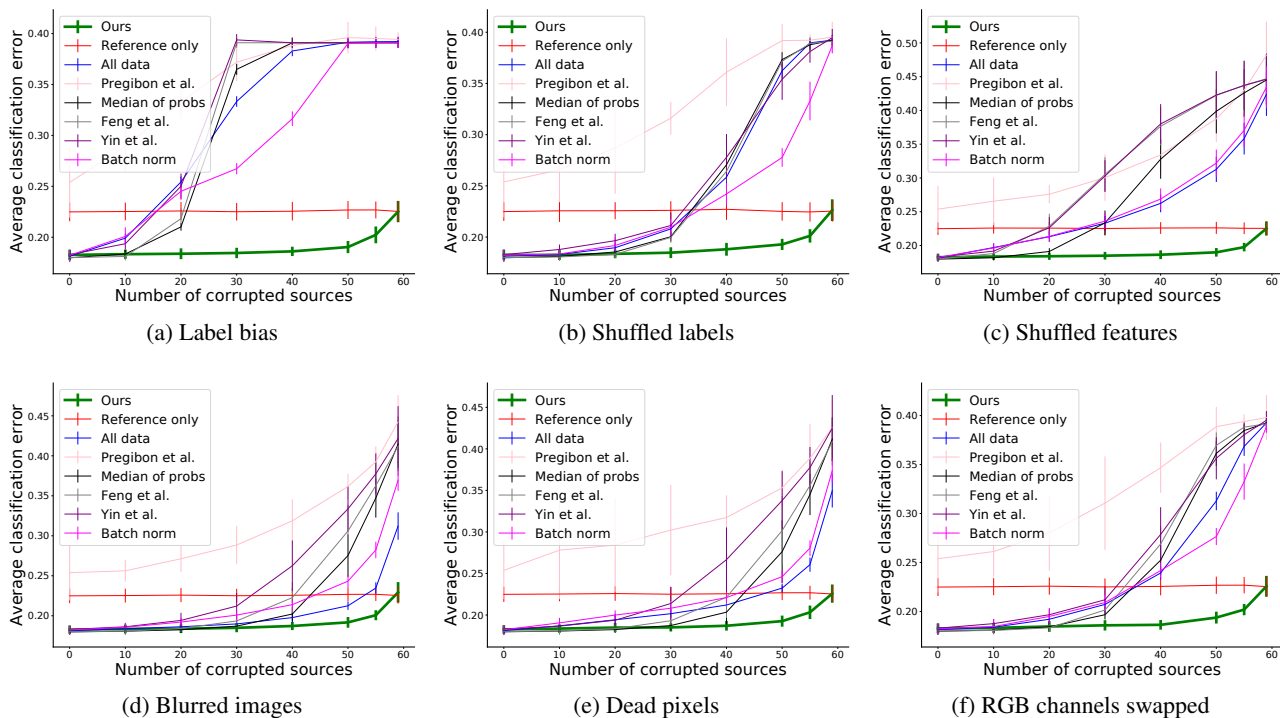 Average classification error
0.40
0.35
0.30
0.25
0.20
Ours
Reference only
All data
Pregibon et al.
Median of probs
Feng et al.
Yin et al.
Batch norm
0 10 20 30 40 50 60
Number of corrupted sources
(a) Label bias
Average classification error
0.40
0.35
0.30
0.25
0.20
Ours
Reference only
All data
Pregibon et al.
Median of probs
Feng et al.
Yin et al.
Batch norm
0 10 20 30 40 50 60
Number of corrupted sources
(b) Shuffled labels
Average classification error
0.50
0.45
0.40
0.35
0.30
0.25
0.20
Ours
Reference only
All data
Pregibon et al.
Median of probs
Feng et al.
Yin et al.
Batch norm
0 10 20 30 40 50 60
Number of corrupted sources
(c) Shuffled features
Average classification error
0.45
0.40
0.35
0.30
0.25
0.20
Ours
Reference only
All data
Pregibon et al.
Median of probs
Feng et al.
Yin et al.
Batch norm
0 10 20 30 40 50 60
Number of corrupted sources
(d) Blurred images
Average classification error
0.45
0.40
0.35
0.30
0.25
0.20
Ours
Reference only
All data
Pregibon et al.
Median of probs
Feng et al.
Yin et al.
Batch norm
0 10 20 30 40 50 60
Number of corrupted sources
(e) Dead pixels
Average classification error
0.40
0.35
0.30
0.25
0.20
Ours
Reference only
All data
Pregibon et al.
Median of probs
Feng et al.
Yin et al.
Batch norm
0 10 20 30 40 50 60
Number of corrupted sources
(f) RGB channels swapped